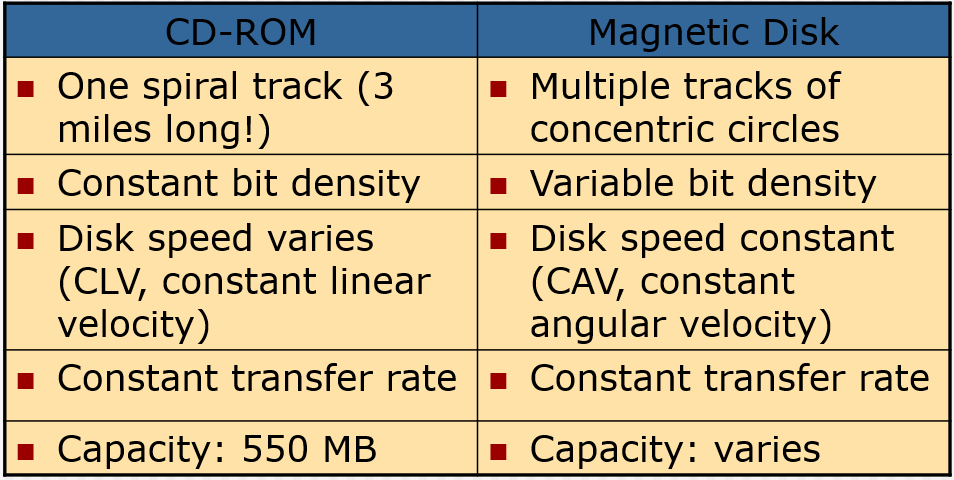 CD-ROM
Magnetic Disk
One spiral track (3
miles long!)
Multiple tracks of
concentric circles
Constant bit density
Variable bit density
Disk speed varies
(CLV, constant linear
velocity)
Disk speed constant
(CAV, constant
angular velocity)
Constant transfer rate
Constant transfer rate
Capacity: 550 MB
Capacity: varies